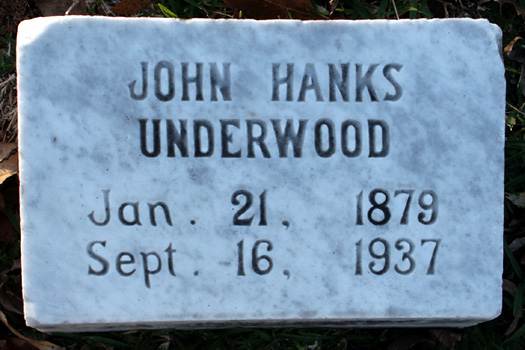 JOHN HANKS
UNDERWOOD
Jan. 21, 1879
Sept. 16, 1937